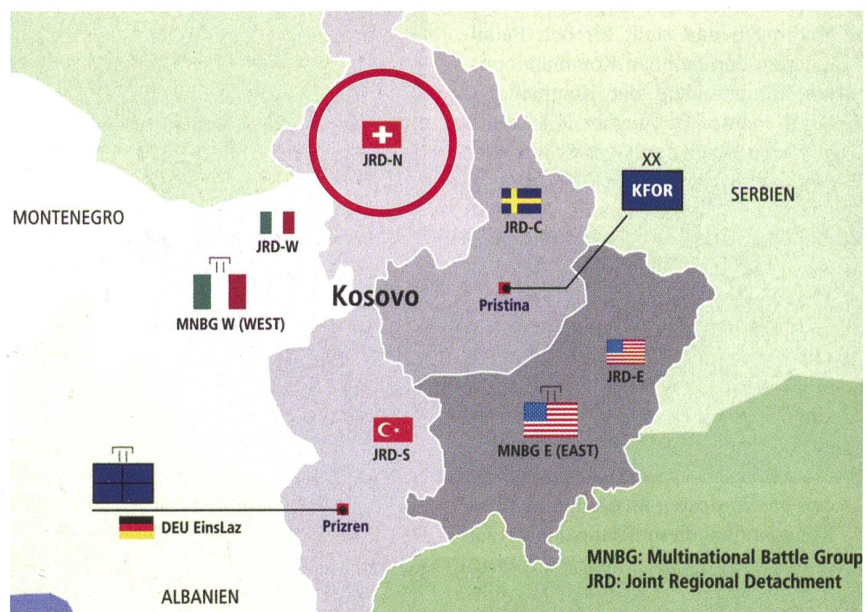 JRD-N
XX
KFOR
SERBIEN
MONTENEGRO
JRD-W
JRD-C
MNBG W (WEST)
Kosovo
Pristina
JRD-E
JRD-S
MNBG E (EAST)
DEU EinsLaz
Prizren
MNBG: Multinational Battle Group
JRD: Joint Regional Detachment
ALBANIEN